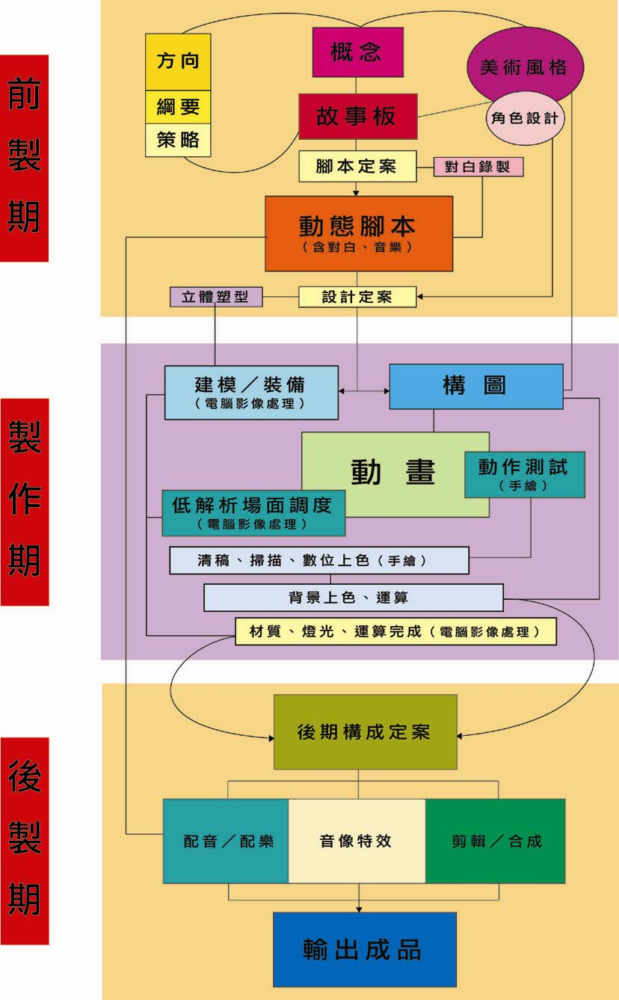 前製期
方向
綱要
策略
概念
美術風格
角色設計
故事板
腳本定案
對白錄製
動態腳本
（含對白、音樂）
立體塑型
設計定案
製作期
建模／裝備
（電腦影像處理）
構圖
動畫
動作測試
（手繪）
低解析場面調度
（電腦影像處理）
清稿、掃描、數位上色（手繪）
背景上色、運算
材質、燈光、運算完成（電腦影像處理）
後製期
後期構成定案
配音／配樂
音像特效
剪輯／合成
輸出成品